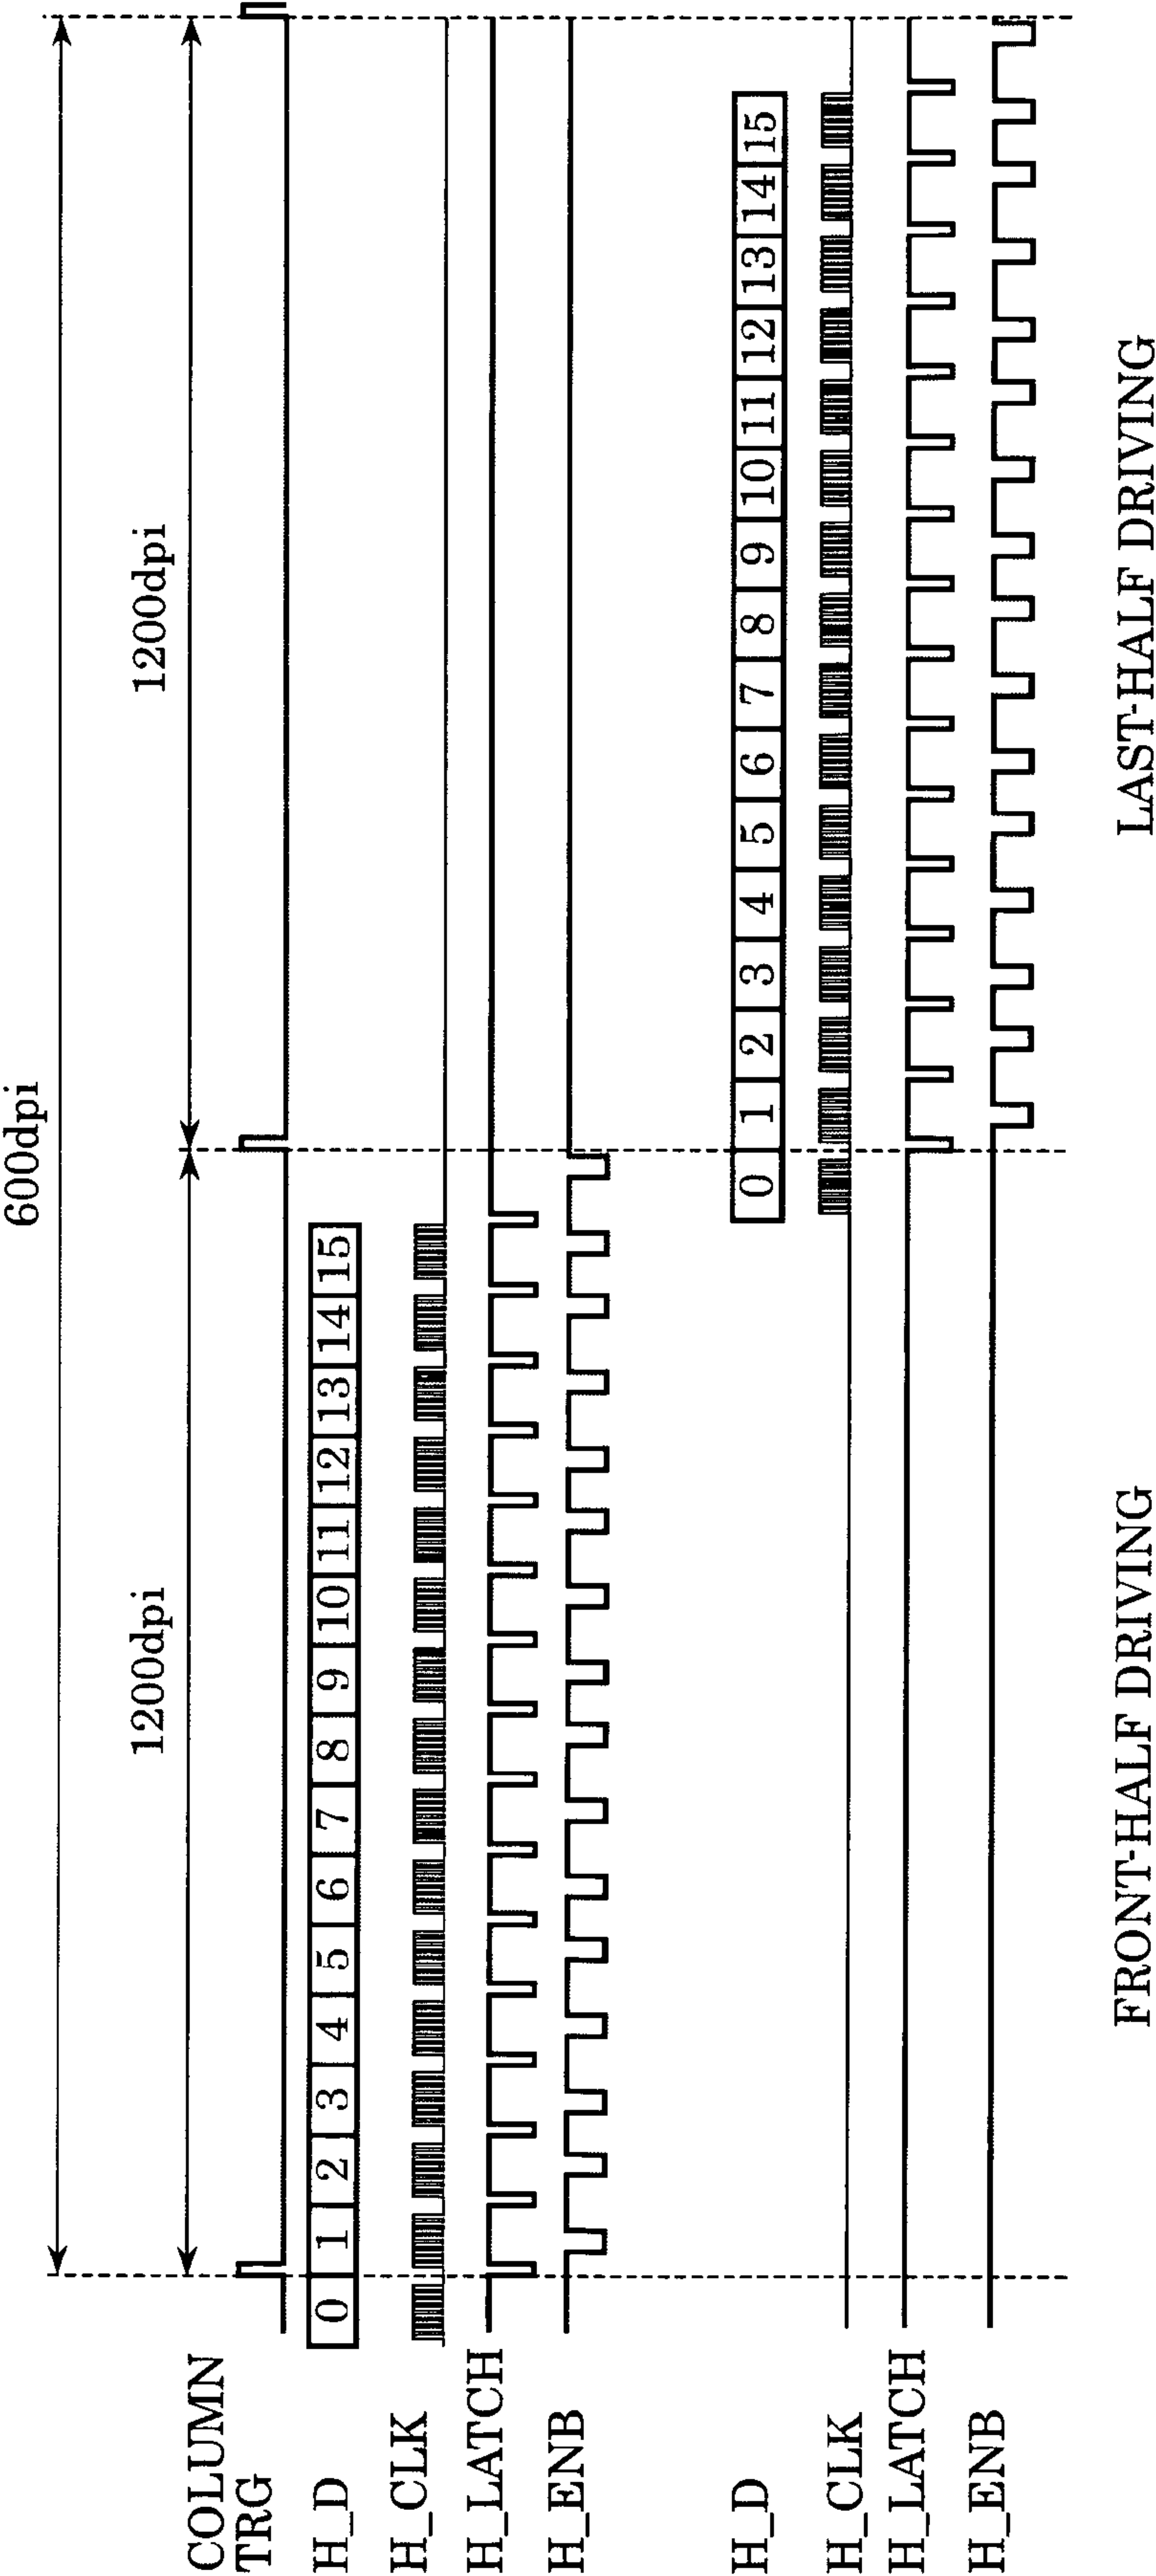 600dpi
1200dpi 1200dpi
COLUMN
TRG
H_D 0 1 2 3 4 5 6 7 8 9 10 11 12 13 14 15
H_CLK
H_LATCH
H_ENB
H_D 0 1 2 3 4 5 6 7 8 9 10 11 12 13 14 15
H_CLK
H_LATCH
H_ENB
FRONT-HALF DRIVING LAST-HALF DRIVING